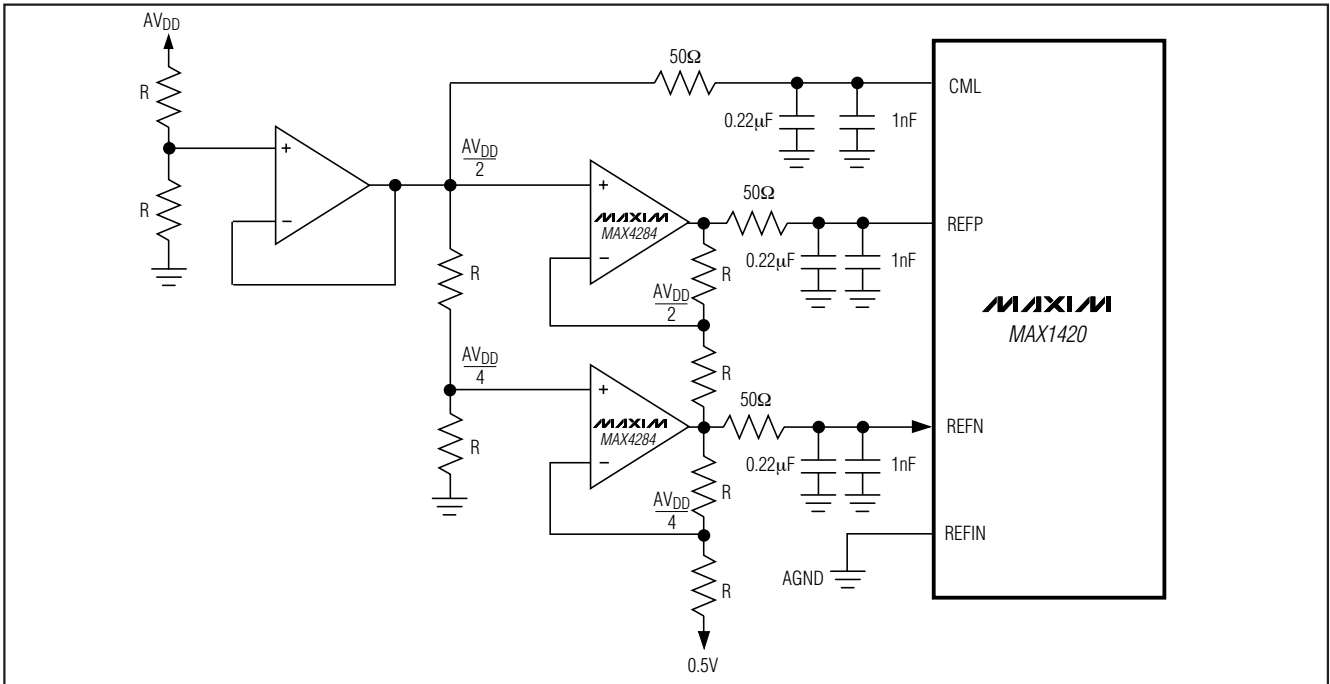 AVDD
R
R
+
−
AVDD
2
50Ω
0.22µF
1nF
CML
+
−
MAXIM
MAX4284
50Ω
0.22µF
1nF
REFP
R
R
AVDD
2
R
AVDD
4
+
−
MAXIM
MAX4284
50Ω
0.22µF
1nF
REFN
R
R
AVDD
4
R
0.5V
AGND
REFIN
MAXIM
MAX1420